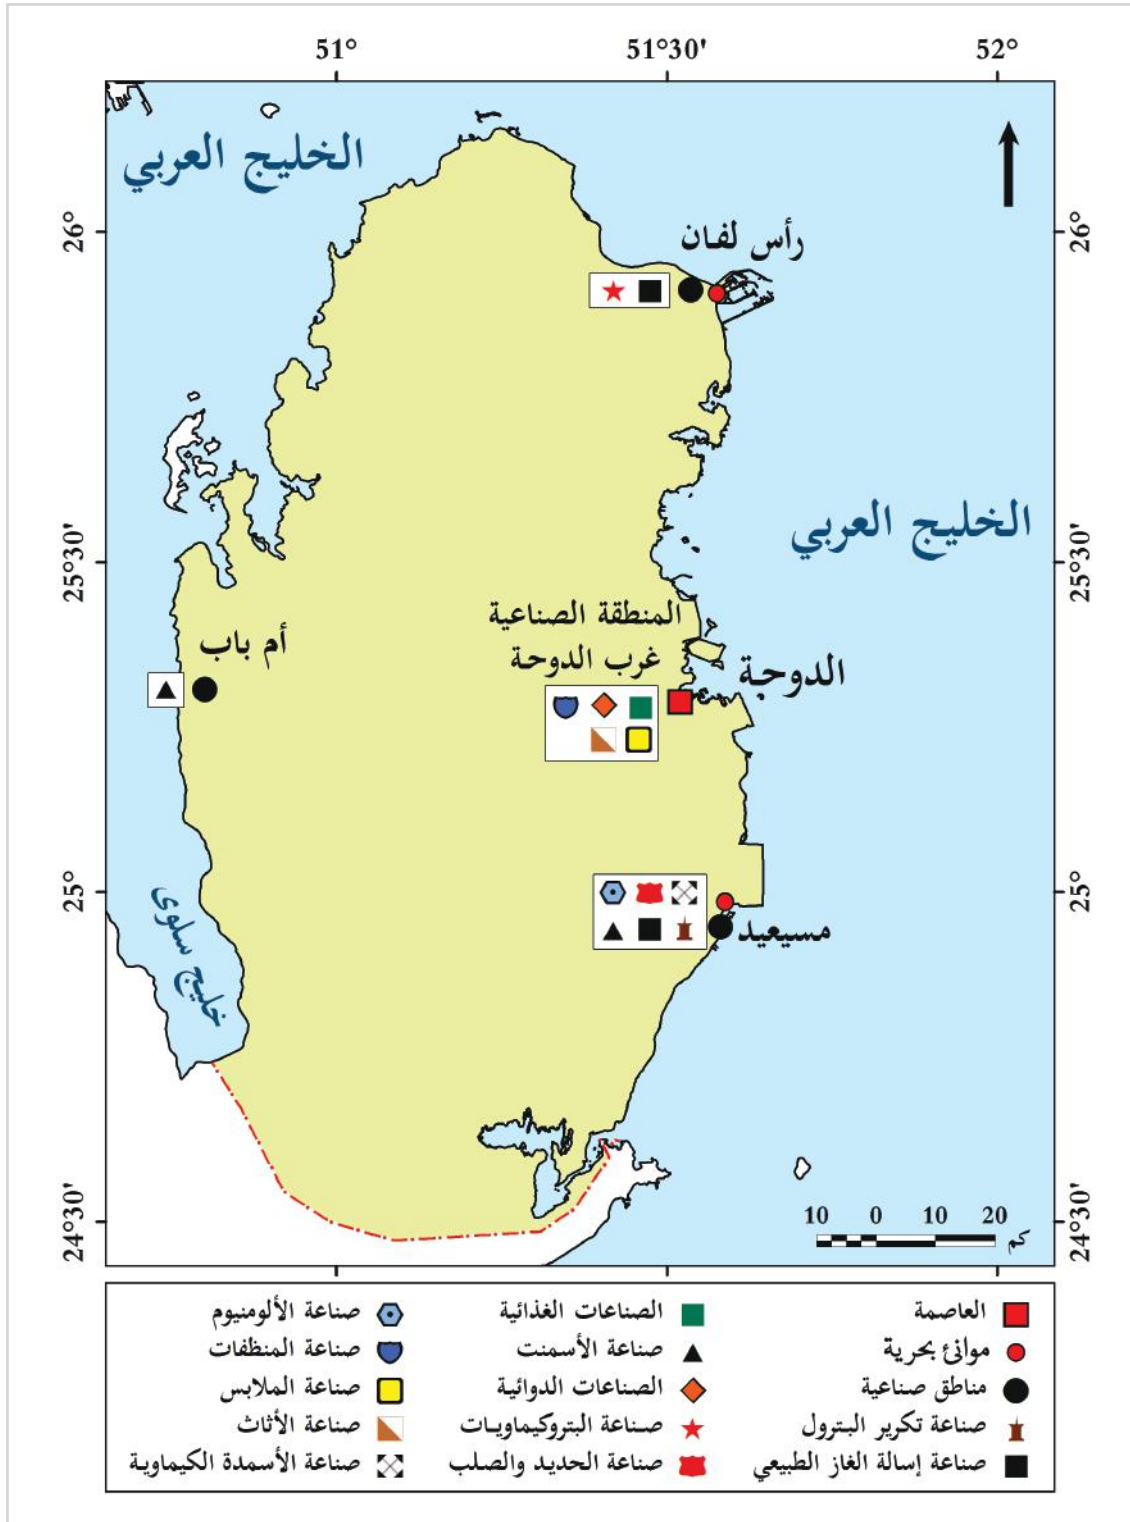 51°
51°30'
52°
الخليج العربي
26°
26°
رأس لفان
الخليج العربي
25°30'
25°30'
المنطقة الصناعية
غرب الدوحة
أم باب
الدوحة
25°
25°
خليج سلوى
مسيعيد
24°30'
24°30'
10 0 10 20
كم
العاصمة
موانئ بحرية
مناطق صناعية
صناعة تكرير البترول
صناعة إسالة الغاز الطبيعي
الصناعات الغذائية
صناعة الأسمنت
الصناعات الدوائية
صناعة البتروكيماويات
صناعة الحديد والصلب
صناعة الألومنيوم
صناعة المنظفات
صناعة الملابس
صناعة الأثاث
صناعة الأسمدة الكيماوية